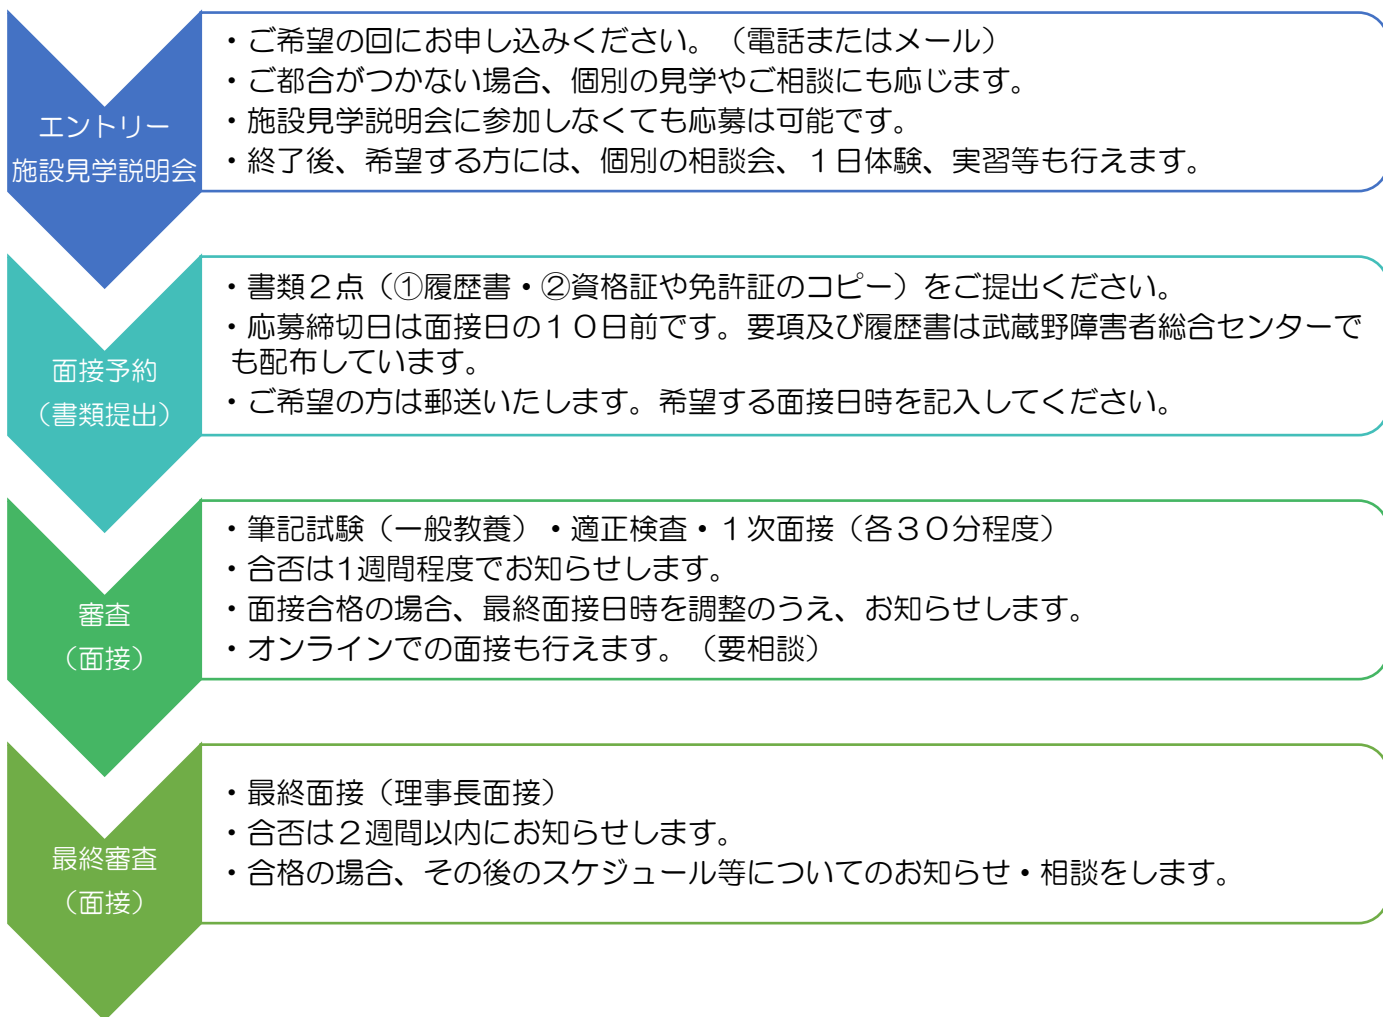 エントリー
施設見学説明会
・ご希望の回にお申し込みください。（電話またはメール）
・ご都合がつかない場合、個別の見学やご相談にも応じます。
・施設見学説明会に参加しなくても応募は可能です。
・終了後、希望する方には、個別の相談会、１日体験、実習等も行えます。
面接予約
（書類提出）
・書類２点（①履歴書・②資格証や免許証のコピー）をご提出ください。
・応募締切日は面接日の１０日前です。要項及び履歴書は武蔵野障害者総合センターで
も配布しています。
・ご希望の方は郵送いたします。希望する面接日時を記入してください。
審査
（面接）
・筆記試験（一般教養）・適正検査・１次面接（各３０分程度）
・合否は1週間程度でお知らせします。
・面接合格の場合、最終面接日時を調整のうえ、お知らせします。
・オンラインでの面接も行えます。（要相談）
最終審査
（面接）
・最終面接（理事長面接）
・合否は２週間以内にお知らせします。
・合格の場合、その後のスケジュール等についてのお知らせ・相談をします。